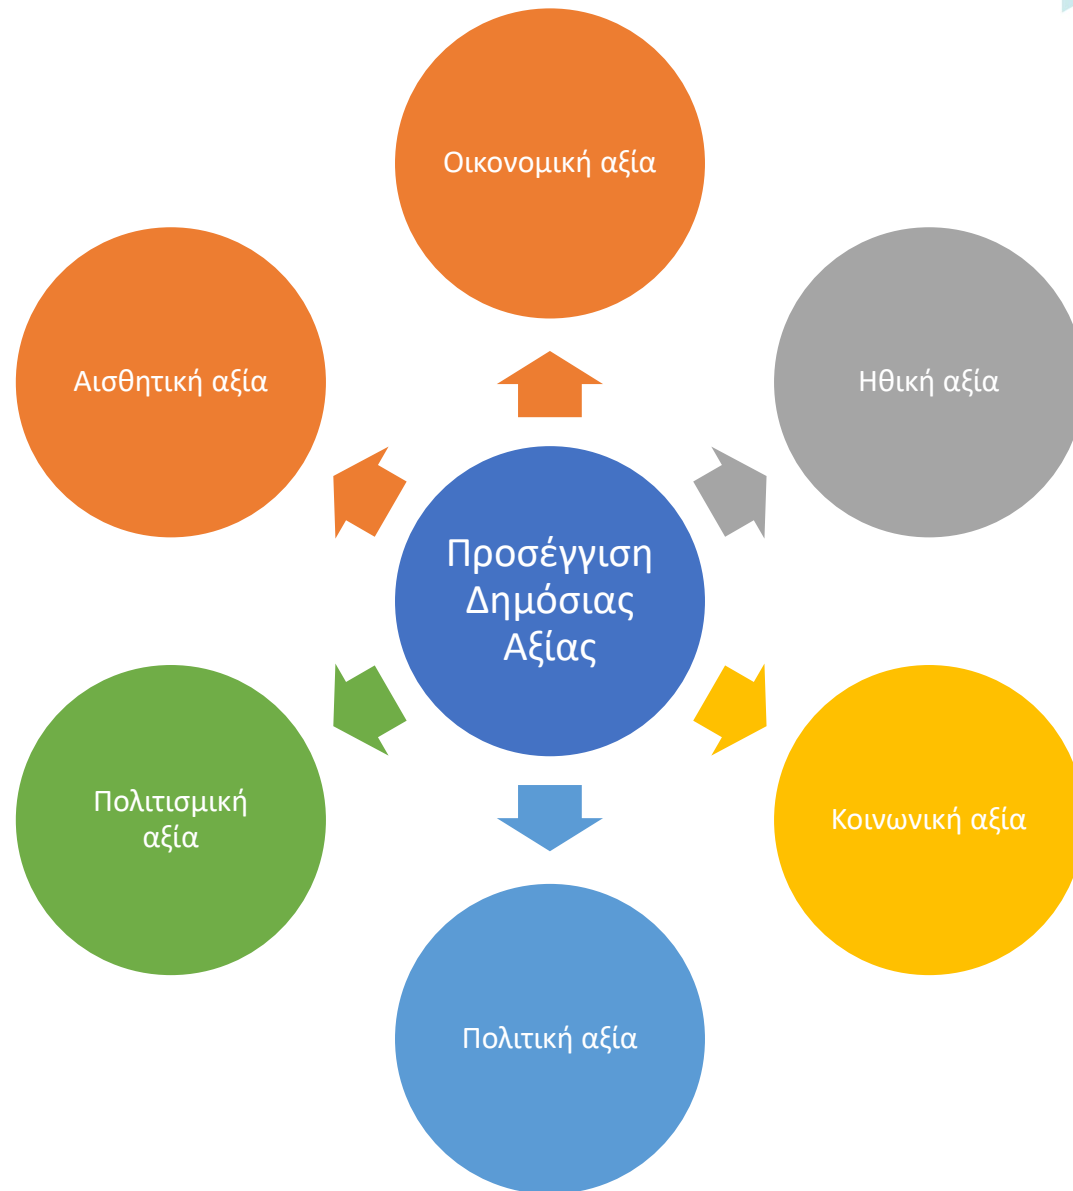 Οικονομική αξία
Αισθητική αξία
Ηθική αξία
Προσέγγιση
Δημόσιας
Αξίας
Πολιτισμική
αξία
Κοινωνική αξία
Πολιτική αξία